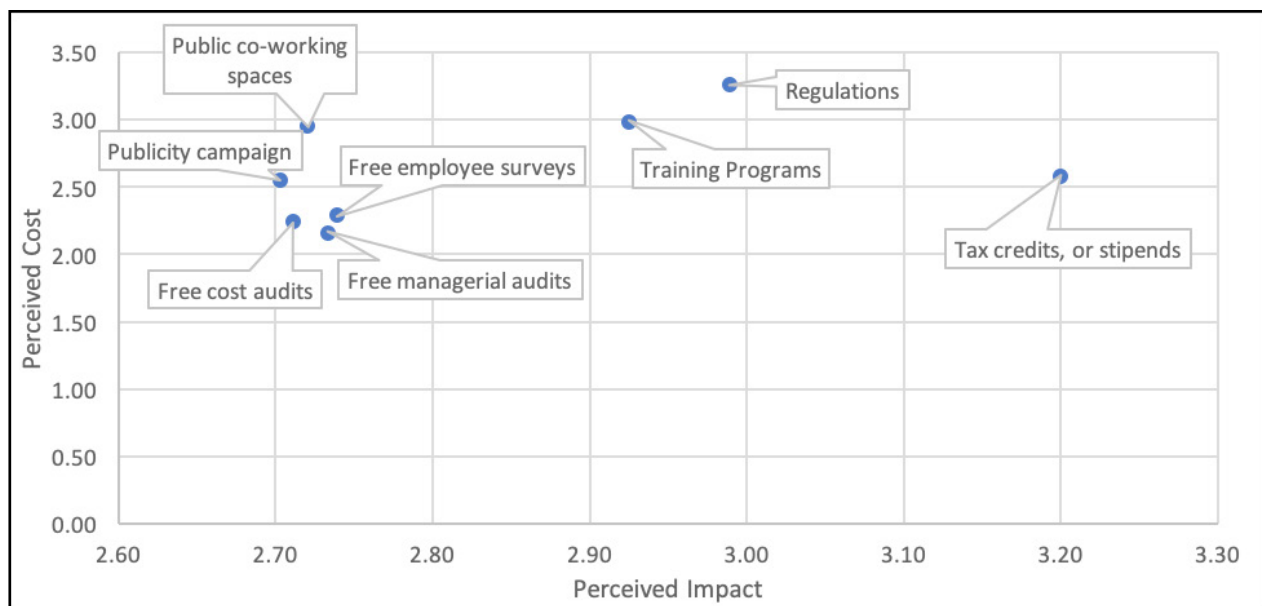 3.50
3.00
2.50
2.00
1.50
1.00
0.50
0.00
Perceived Cost
Public co-working
spaces
Regulations
Publicity campaign
Free employee surveys
Training Programs
Tax credits, or stipends
Free managerial audits
Free cost audits
2.60 2.70 2.80 2.90 3.00 3.10 3.20 3.30
Perceived Impact